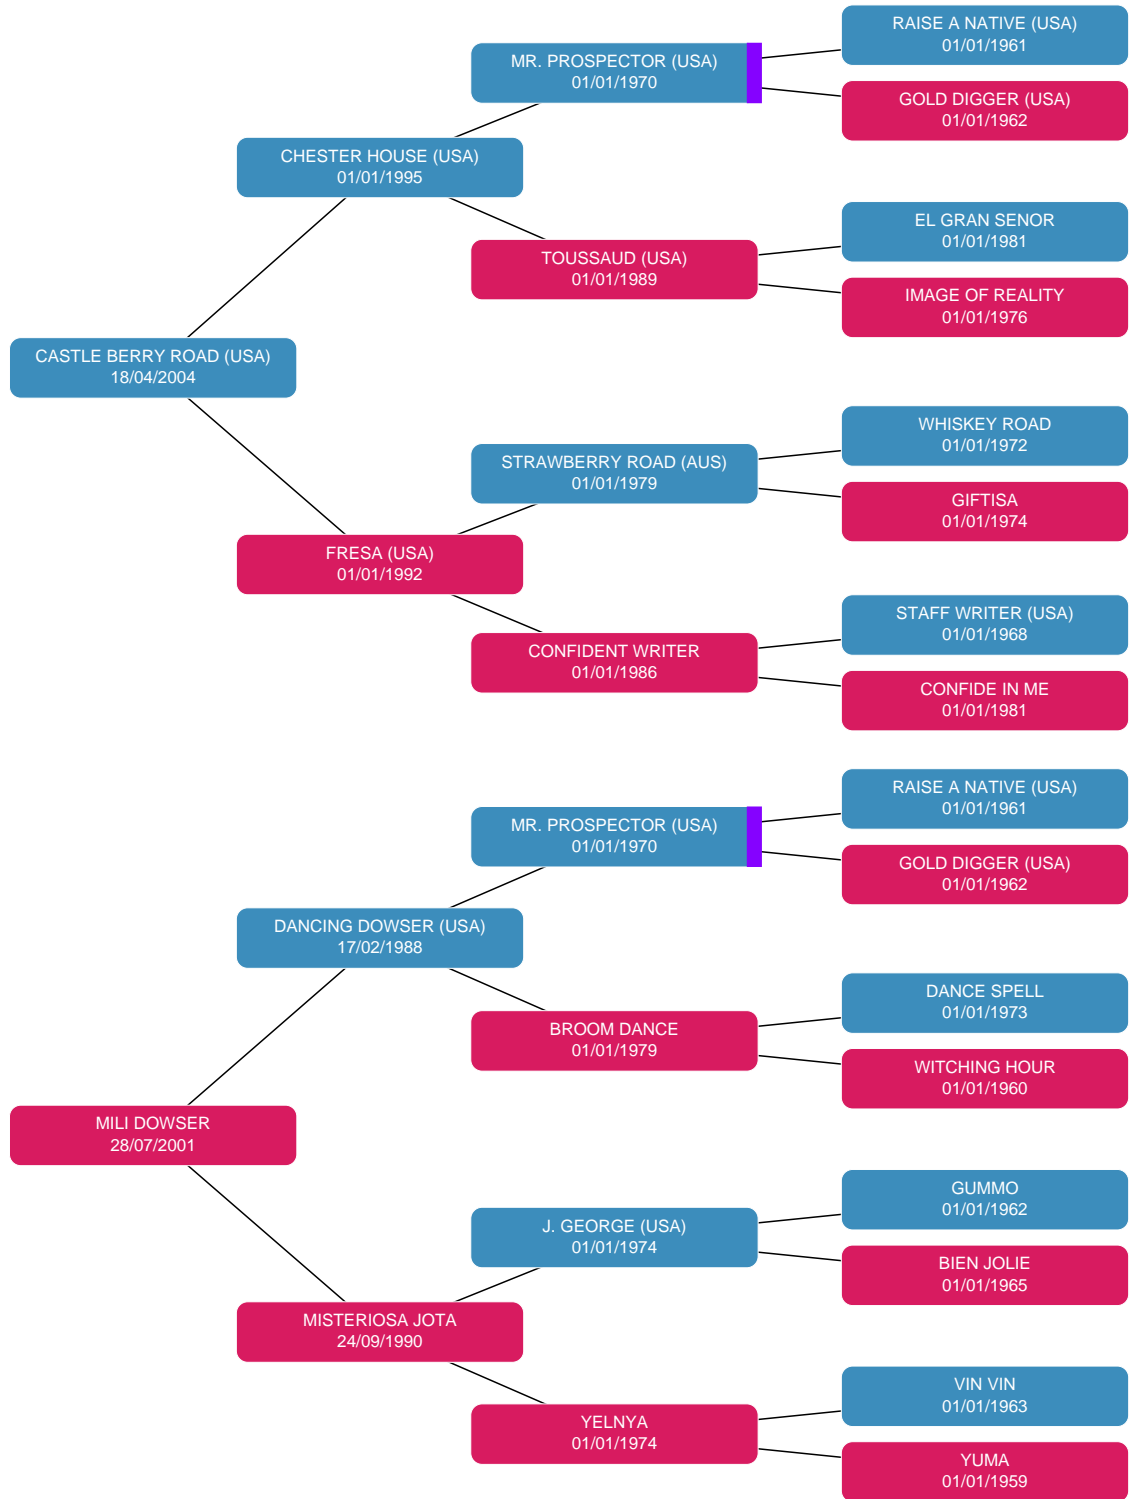 RAISE A NATIVE (USA)
01/01/1961
MR. PROSPECTOR (USA)
01/01/1970
GOLD DIGGER (USA)
01/01/1962
CHESTER HOUSE (USA)
01/01/1995
EL GRAN SENOR
01/01/1981
TOUSSAUD (USA)
01/01/1989
IMAGE OF REALITY
01/01/1976
CASTLE BERRY ROAD (USA)
18/04/2004
WHISKEY ROAD
01/01/1972
STRAWBERRY ROAD (AUS)
01/01/1979
GIFTISA
01/01/1974
FRESA (USA)
01/01/1992
STAFF WRITER (USA)
01/01/1968
CONFIDENT WRITER
01/01/1986
CONFIDE IN ME
01/01/1981
RAISE A NATIVE (USA)
01/01/1961
MR. PROSPECTOR (USA)
01/01/1970
GOLD DIGGER (USA)
01/01/1962
DANCING DOWSER (USA)
17/02/1988
DANCE SPELL
01/01/1973
BROOM DANCE
01/01/1979
WITCHING HOUR
01/01/1960
MILI DOWSER
28/07/2001
GUMMO
01/01/1962
J. GEORGE (USA)
01/01/1974
BIEN JOLIE
01/01/1965
MISTERIOSA JOTA
24/09/1990
VIN VIN
01/01/1963
YELNYA
01/01/1974
YUMA
01/01/1959